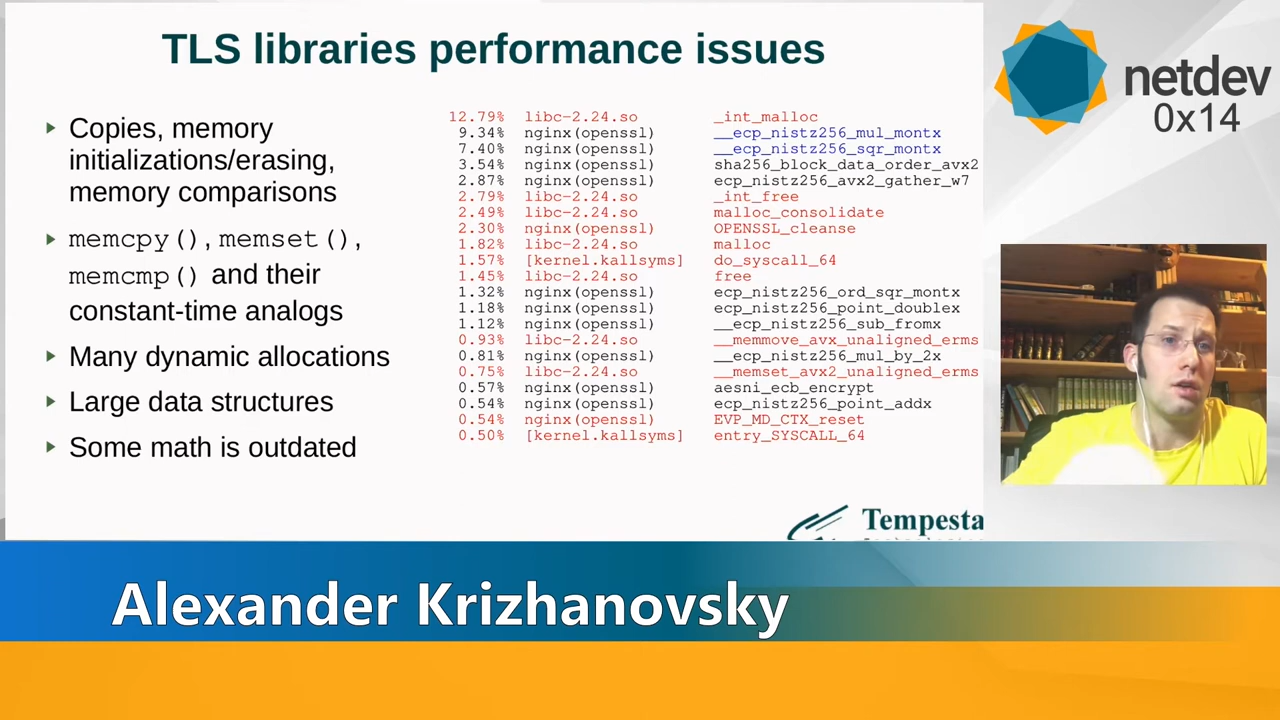 TLS libraries performance issues
Copies, memory
initializations/erasing,
memory comparisons
memcpy(), memset(),
memcmp() and their
constant-time analogs
Many dynamic allocations
Large data structures
Some math is outdated
12.79% libc-2.24.so _int_malloc
9.34% nginx(openssl) __ecp_nistz256_mul_montx
7.40% nginx(openssl) __ecp_nistz256_sqr_montx
3.54% nginx(openssl) sha256_block_data_order_avx2
2.87% nginx(openssl) ecp_nistz256_avx2_gather_w7
2.79% libc-2.24.so _int_free
2.49% libc-2.24.so malloc_consolidate
2.30% nginx(openssl) OPENSSL_cleanse
1.82% libc-2.24.so malloc
1.57% [kernel.kallsyms] do_syscall_64
1.45% libc-2.24.so free
1.32% nginx(openssl) ecp_nistz256_ord_sqr_montx
1.18% nginx(openssl) ecp_nistz256_point_doublex
1.12% nginx(openssl) __ecp_nistz256_sub_fromx
0.93% libc-2.24.so __memmove_avx_unaligned_erms
0.81% nginx(openssl) __ecp_nistz256_mul_by_2x
0.75% libc-2.24.so __memset_avx2_unaligned_erms
0.57% nginx(openssl) aesni_ecb_encrypt
0.54% nginx(openssl) ecp_nistz256_point_addx
0.54% nginx(openssl) EVP_MD_CTX_reset
0.50% [kernel.kallsyms] entry_SYSCALL_64
Tempesta
netdev
0x14
Alexander Krizhanovsky